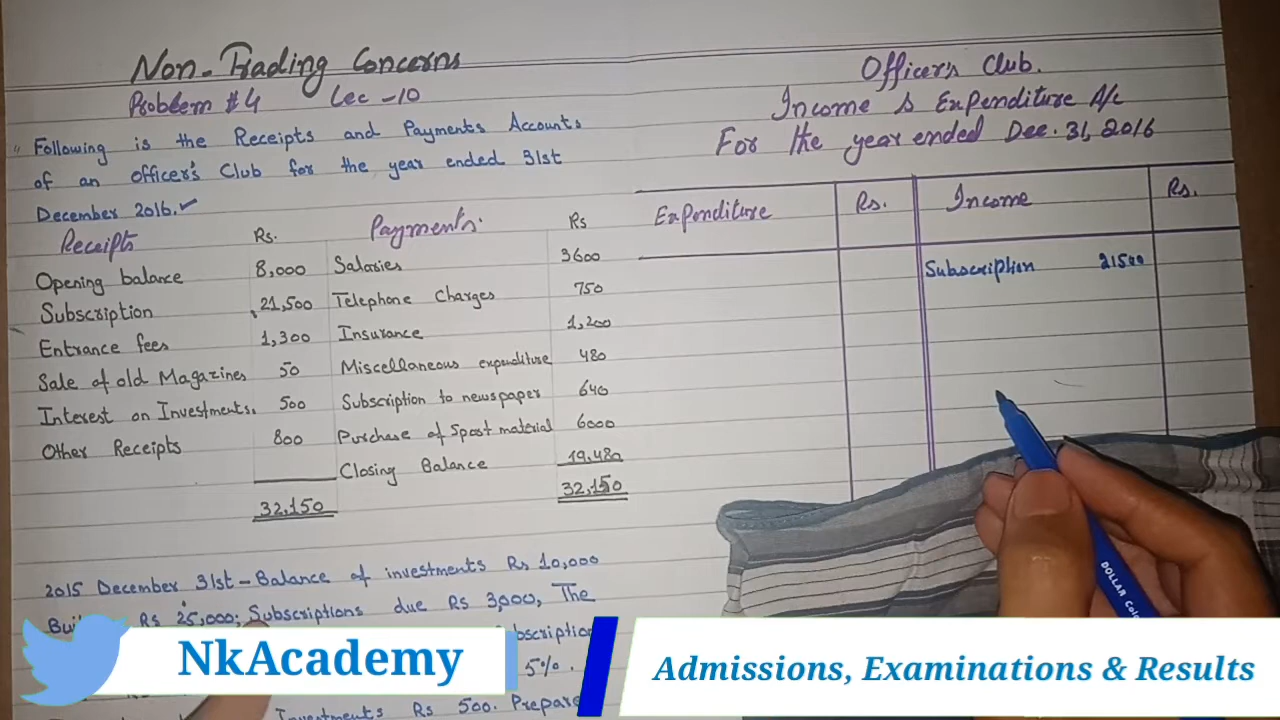 Non-Trading Concerns
Problem #4 Lec-10
Following is the Receipts and Payments Accounts
of an officer's Club for the year ended 31st
December 2016.
Receipts Rs. Payments. Rs
Opening balance 8,000 Salaries 3600
Subscription 21,500 Telephone Charges 750
Entrance fees 1,300 Insurance 1,200
Sale of old Magazines 50 Miscellaneous expenditure 480
Interest on Investments. 500 Subscription to newspaper 640
Other Receipts 800 Purchase of Sport material 6000
Closing Balance 19,480
32,150 32,150
2015 December 31st - Balance of investments Rs 10,000
Rs 25,000; Subscriptions due Rs 3,000, The
5%.
Investments Rs 500. Prepare
Officer's Club.
Income & Expenditure A/c
For the year ended Dec. 31, 2016
Expenditure Rs. Income Rs.
Subscription 21500
DOLLAR
NkAcademy
Admissions, Examinations & Results